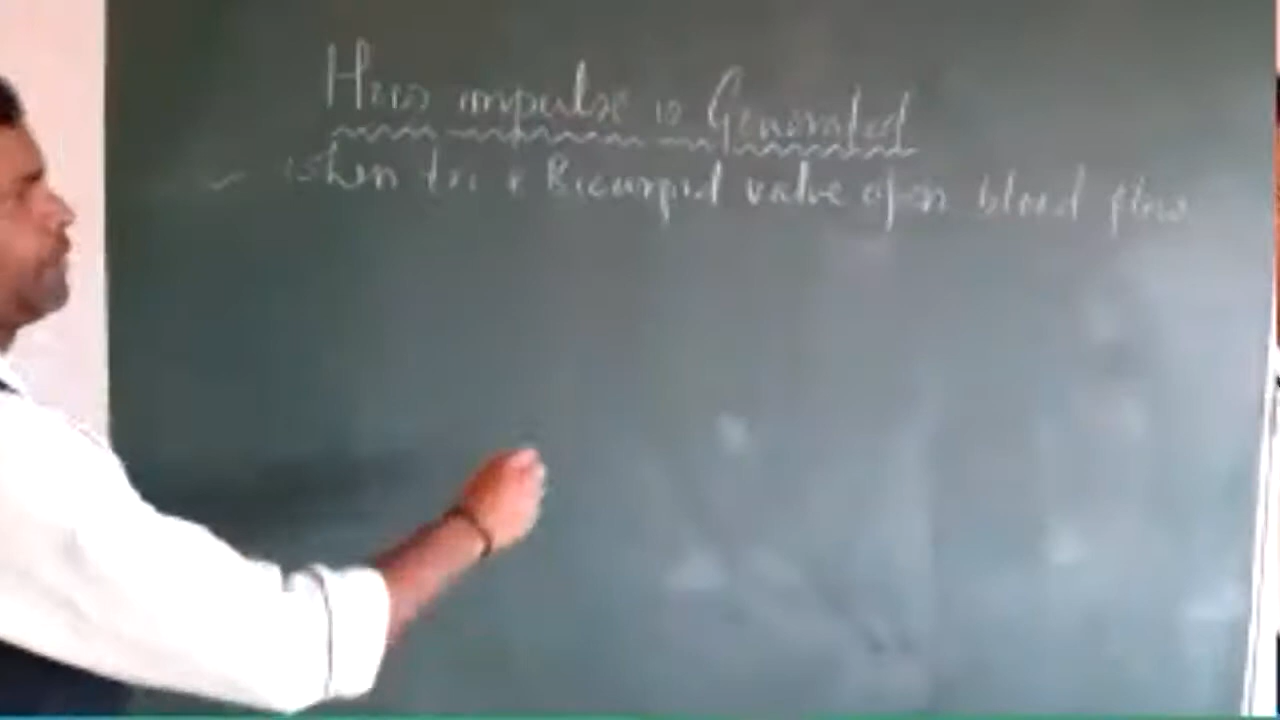 How impulse is Generated
When tri & Bicuspid valve open blood flow